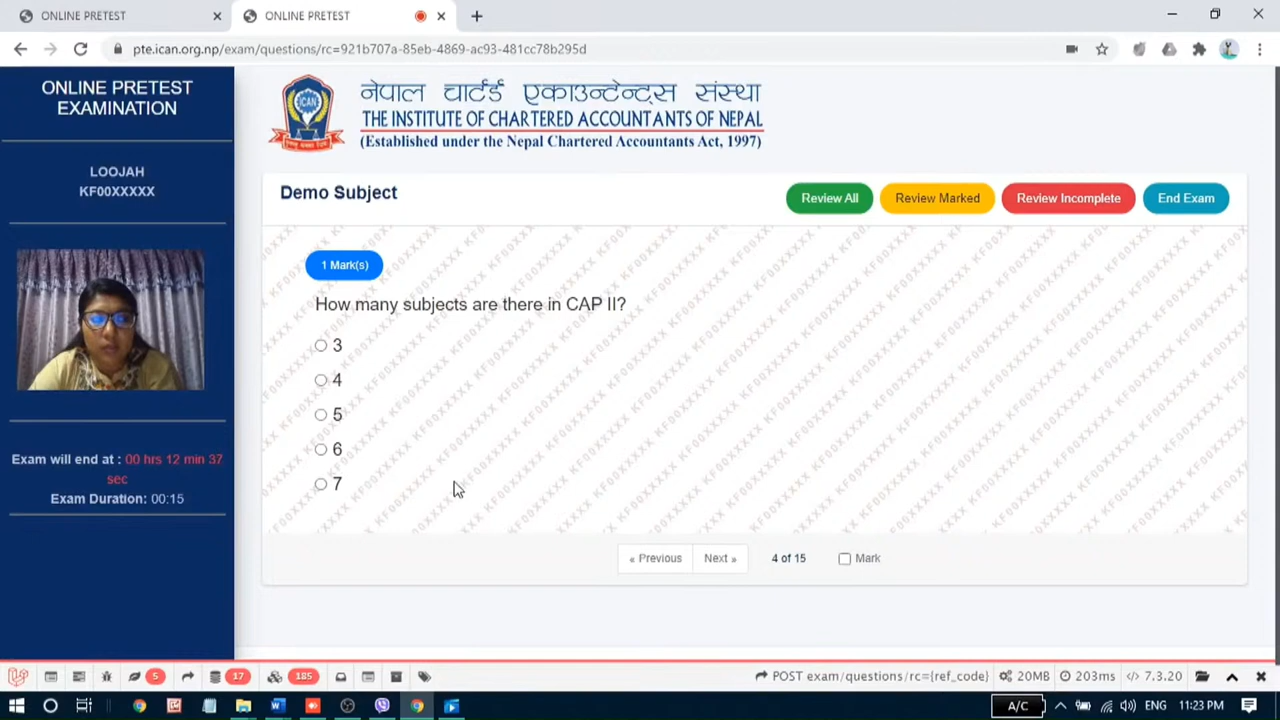 ONLINE PRETEST
ONLINE PRETEST
pte.ican.org.np/exam/questions/rc=921b707a-85eb-4869-ac93-481cc78b295d
ONLINE PRETEST
EXAMINATION
LOOJAH
KF00XXXXX
Exam will end at : 00 hrs 12 min 37
sec
Exam Duration: 00:15
ICAN
नेपाल चार्टर्ड एकाउन्टेन्ट्स संस्था
THE INSTITUTE OF CHARTERED ACCOUNTANTS OF NEPAL
(Established under the Nepal Chartered Accountants Act, 1997)
Demo Subject
Review All
Review Marked
Review Incomplete
End Exam
1 Mark(s)
How many subjects are there in CAP II?
3
4
5
6
7
« Previous
Next »
4 of 15
Mark
5
17
185
POST exam/questions/rc={ref_code}
20MB
203ms
7.3.20
A/C
ENG
11:23 PM